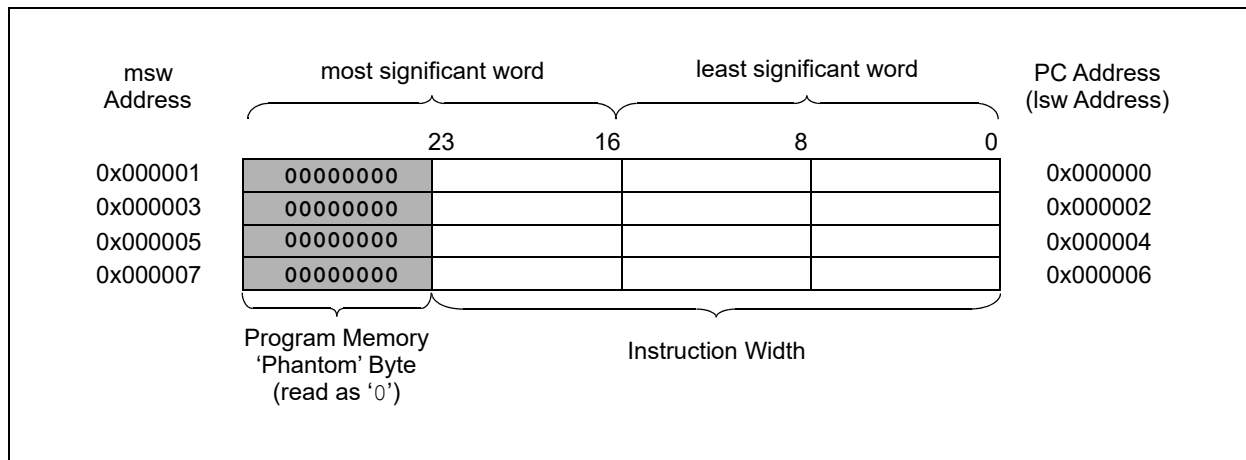 msw
Address
most significant word
least significant word
PC Address
(lsw Address)
23 16 8 0
0x000001 00000000 0x000000
0x000003 00000000 0x000002
0x000005 00000000 0x000004
0x000007 00000000 0x000006
Program Memory
‘Phantom’ Byte
(read as ‘0’)
Instruction Width